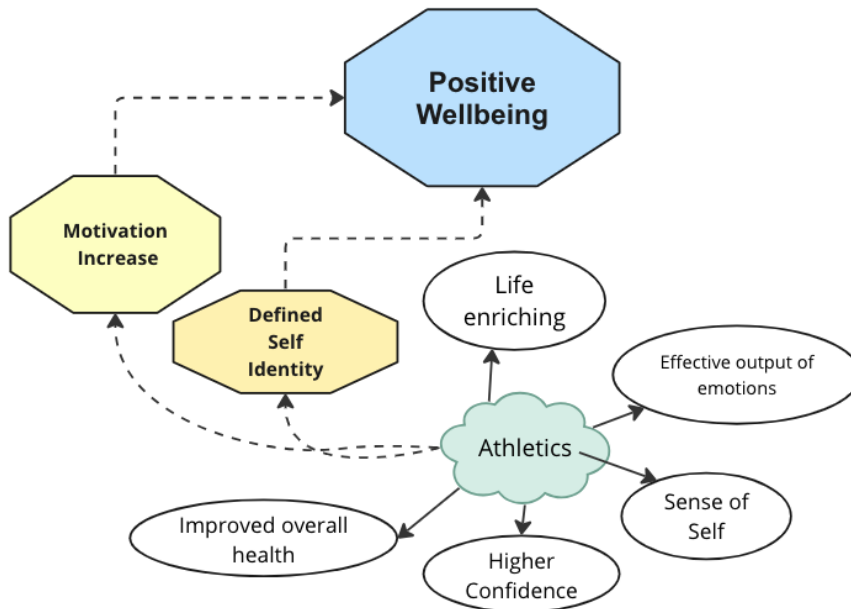 Positive
Wellbeing
Motivation
Increase
Defined
Self
Identity
Life
enriching
Effective output of
emotions
Athletics
Sense of
Self
Improved overall
health
Higher
Confidence